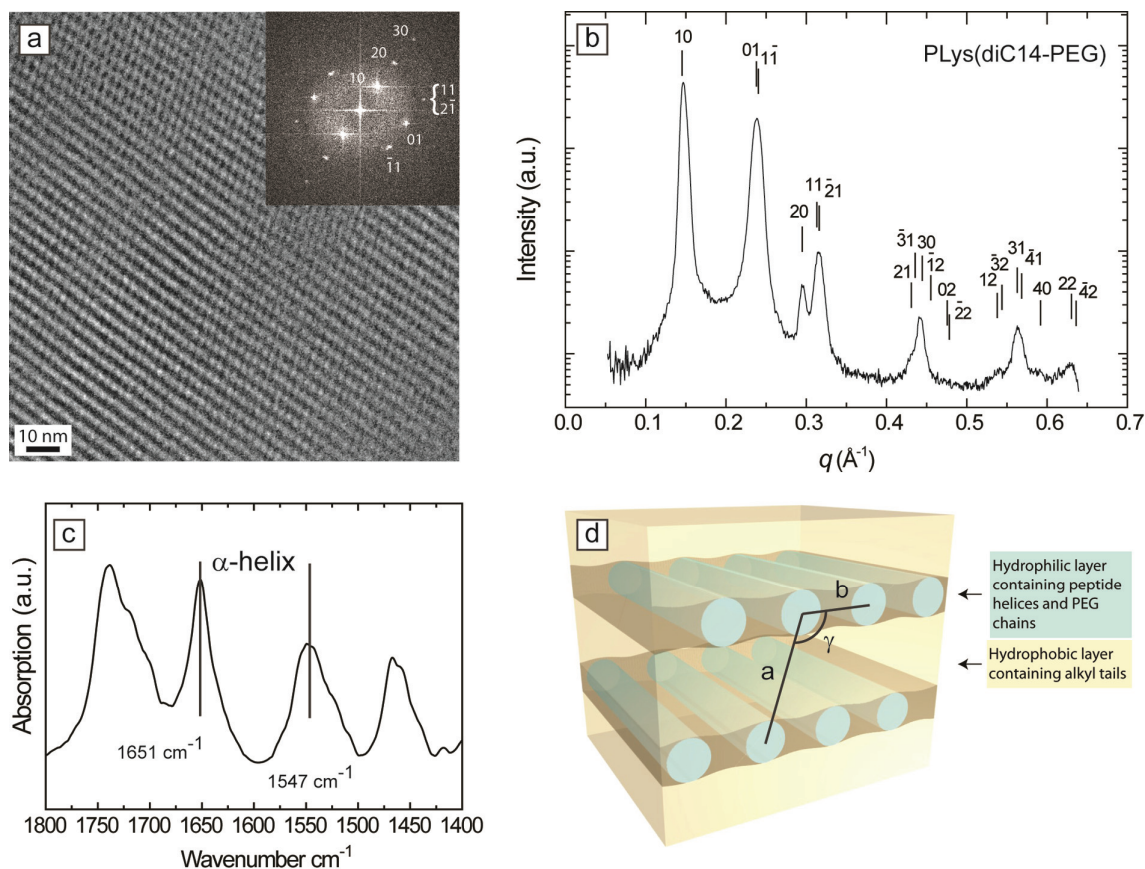 a
30
20
10
11
21̄
01
1̄1
10 nm
b
PLys(diC14-PEG)
10
01
11̄
20
11
2̄1
21
3̄1
30
1̄2
02
2̄2
12
3̄2
31
4̄1
40
22
4̄2
Intensity (a.u.)
0.0 0.1 0.2 0.3 0.4 0.5 0.6 0.7
q (Å⁻¹)
c
α-helix
1651 cm⁻¹
1547 cm⁻¹
Absorption (a.u.)
1800 1750 1700 1650 1600 1550 1500 1450 1400
Wavenumber cm⁻¹
d
b
a
γ
Hydrophilic layer
containing peptide
helices and PEG
chains
Hydrophobic layer
containing alkyl tails